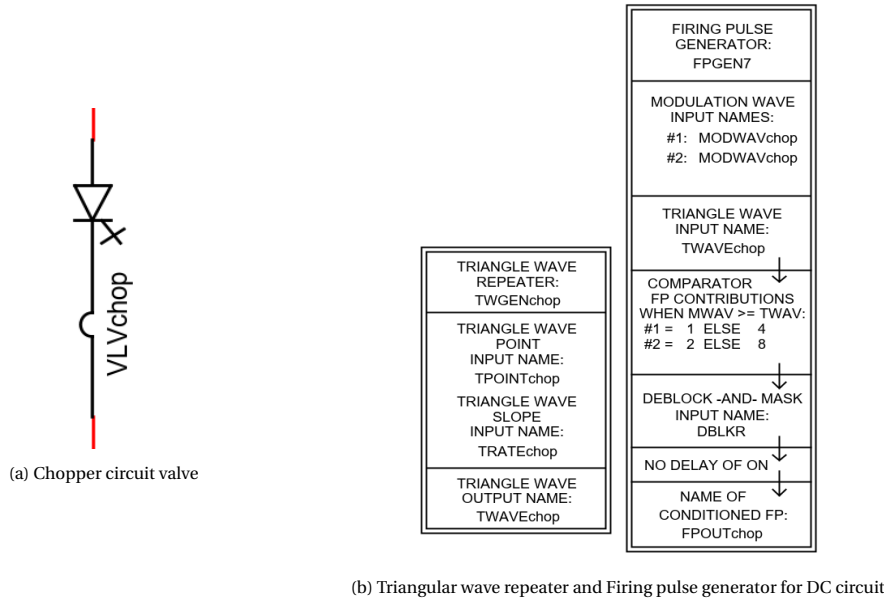 VLVchop
(a) Chopper circuit valve
TRIANGLE WAVE
REPEATER:
TWGENchop
TRIANGLE WAVE
POINT
INPUT NAME:
TPOINTchop
TRIANGLE WAVE
SLOPE
INPUT NAME:
TRATEchop
TRIANGLE WAVE
OUTPUT NAME:
TWAVEchop
FIRING PULSE
GENERATOR:
FPGEN7
MODULATION WAVE
INPUT NAMES:
#1: MODWAVchop
#2: MODWAVchop
TRIANGLE WAVE
INPUT NAME:
TWAVEchop
COMPARATOR
FP CONTRIBUTIONS
WHEN MWAV >= TWAV:
#1 = 1 ELSE 4
#2 = 2 ELSE 8
DEBLOCK -AND- MASK
INPUT NAME:
DBLKR
NO DELAY OF ON
NAME OF
CONDITIONED FP:
FPOUTchop
(b) Triangular wave repeater and Firing pulse generator for DC circuit